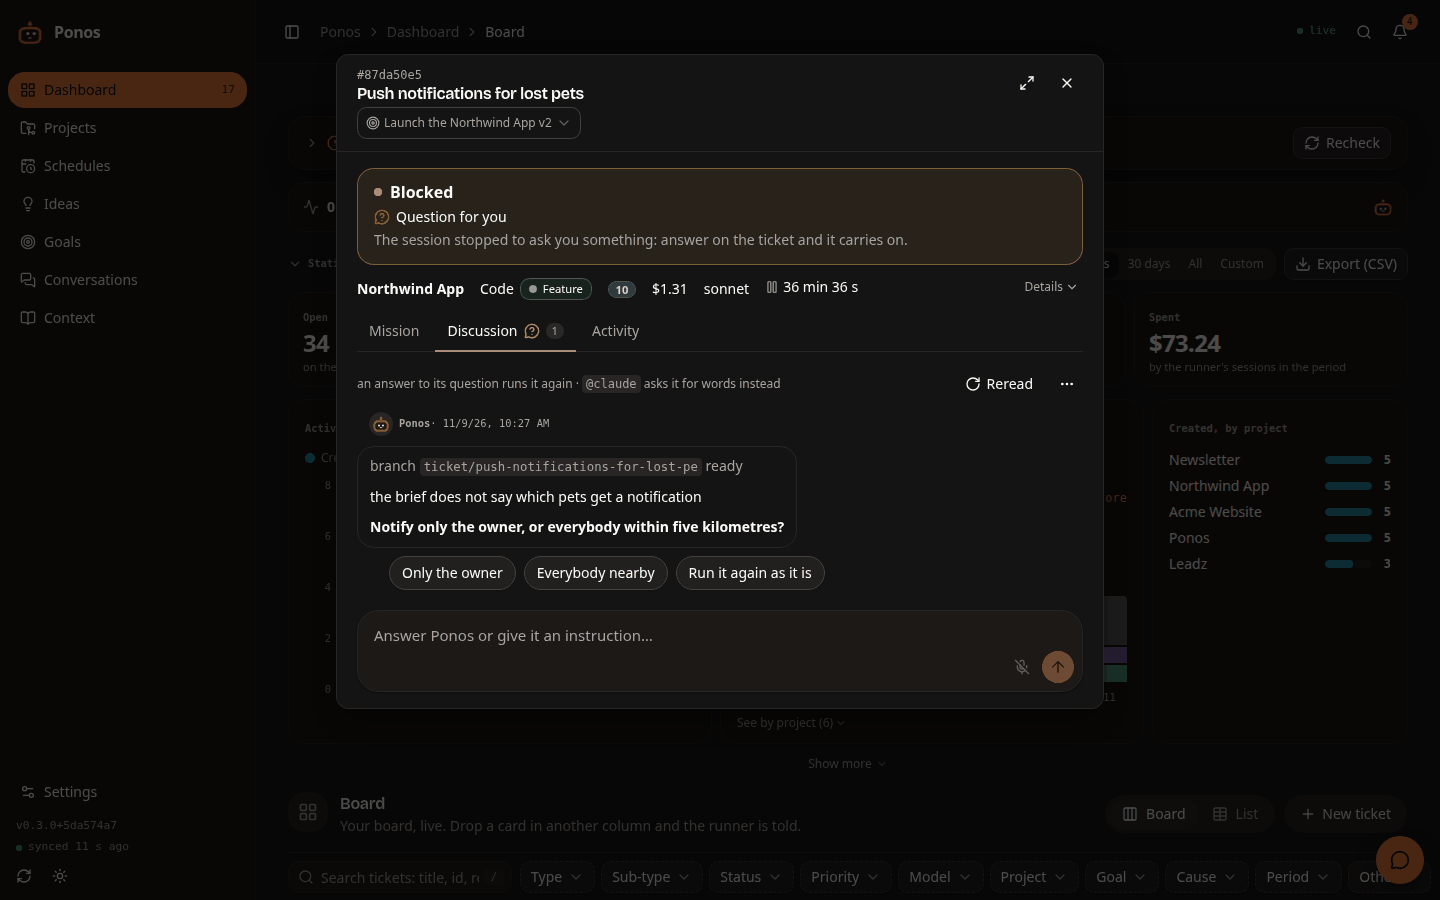 Ponos
Dashboard 17
Projects
Schedules
Ideas
Goals
Conversations
Context
Settings
v0.3.0+5da574a7
synced 11 s ago
Ponos > Dashboard > Board
live
4
Recheck
0
30 days All Custom Export (CSV)
Open
34
on the
Spent
$73.24
by the runner's sessions in the period
8
6
4
2
0
11
See by project (6)
Created, by project
Newsletter 5
Northwind App 5
Acme Website 5
Ponos 5
Leadz 3
Show more
#87da50e5
Push notifications for lost pets
Launch the Northwind App v2
Blocked
Question for you
The session stopped to ask you something: answer on the ticket and it carries on.
Northwind App Code Feature 10 $1.31 sonnet 36 min 36 s Details
Mission Discussion 1 Activity
an answer to its question runs it again · @claude asks it for words instead Reread
Ponos · 11/9/26, 10:27 AM
branch ticket/push-notifications-for-lost-pe ready
the brief does not say which pets get a notification
Notify only the owner, or everybody within five kilometres?
Only the owner Everybody nearby Run it again as it is
Answer Ponos or give it an instruction...
Board
Your board, live. Drop a card in another column and the runner is told.
Board List New ticket
Search tickets: title, id, /
Type Sub-type Status Priority Model Project Goal Cause Period